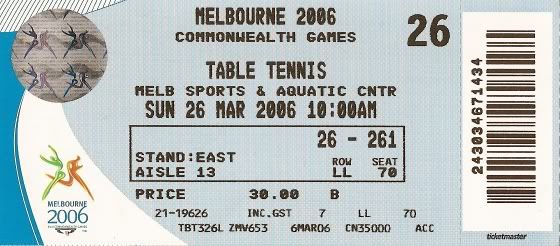 MELBOURNE 2006
COMMONWEALTH GAMES
26
TABLE TENNIS
MELB SPORTS & AQUATIC CNTR
SUN 26 MAR 2006 10:00AM
26 - 261
STAND:EAST ROW SEAT
AISLE 13 LL 70
PRICE 30.00 B
21-19626 INC.GST 7 LL 70
TBT326L ZMV653 6MAR06 CN35000 ACC
MELBOURNE
2006
243034671434
ticketmaster